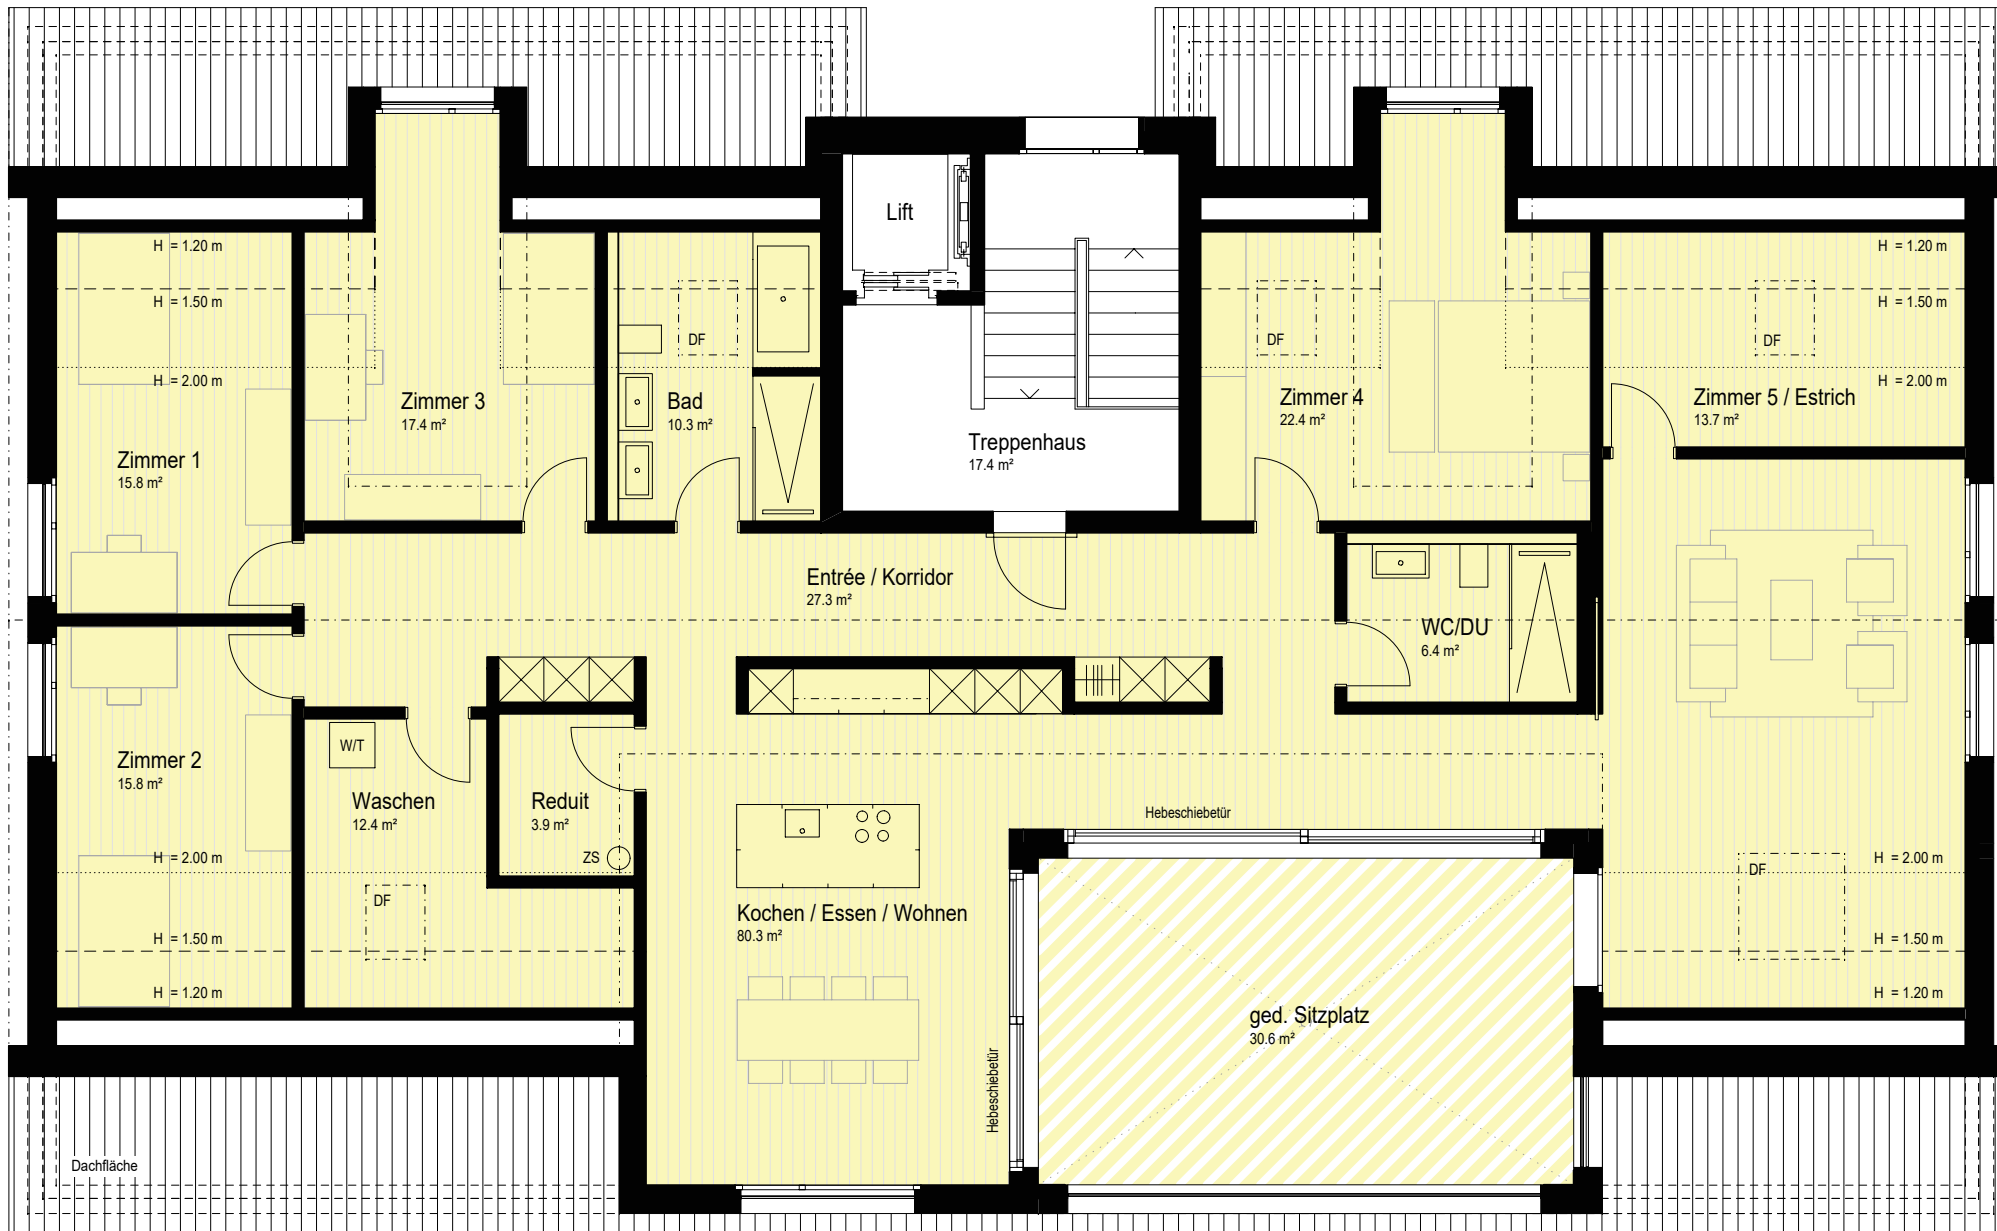 Lift
H = 1.20 m
H = 1.50 m
H = 2.00 m
Zimmer 1
15.8 m²
Zimmer 3
17.4 m²
DF
Bad
10.3 m²
Treppenhaus
17.4 m²
DF
Zimmer 4
22.4 m²
H = 1.20 m
H = 1.50 m
DF
H = 2.00 m
Zimmer 5 / Estrich
13.7 m²
Entrée / Korridor
27.3 m²
WC/DU
6.4 m²
Zimmer 2
15.8 m²
H = 2.00 m
H = 1.50 m
H = 1.20 m
W/T
Waschen
12.4 m²
DF
Reduit
3.9 m²
ZS
Kochen / Essen / Wohnen
80.3 m²
Hebeschiebetür
Hebeschiebetür
ged. Sitzplatz
30.6 m²
H = 2.00 m
DF
H = 1.50 m
H = 1.20 m
Dachfläche